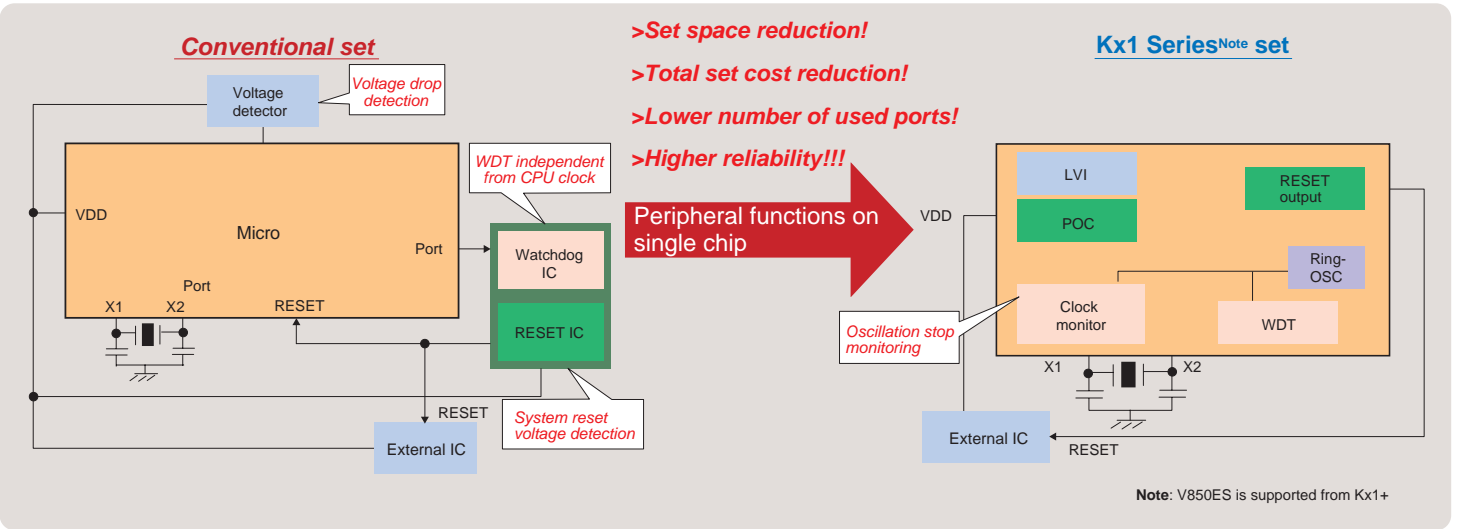 Conventional set
Voltage
detector
Voltage drop
detection
WDT independent
from CPU clock
VDD
Micro
Port
Port
X1
X2
RESET
Watchdog
IC
RESET IC
System reset
voltage detection
RESET
External IC
>Set space reduction!
>Total set cost reduction!
>Lower number of used ports!
>Higher reliability!!!
Peripheral functions on
single chip
Kx1 SeriesNote set
VDD
LVI
POC
RESET
output
Ring-
OSC
Clock
monitor
WDT
Oscillation stop
monitoring
X1
X2
External IC
RESET
Note: V850ES is supported from Kx1+